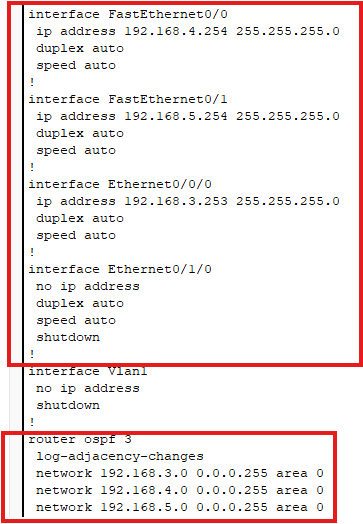 interface FastEthernet0/0
ip address 192.168.4.254 255.255.255.0
duplex auto
speed auto
!
interface FastEthernet0/1
ip address 192.168.5.254 255.255.255.0
duplex auto
speed auto
!
interface Ethernet0/0/0
ip address 192.168.3.253 255.255.255.0
duplex auto
speed auto
!
interface Ethernet0/1/0
no ip address
duplex auto
speed auto
shutdown
!
interface Vlan1
no ip address
shutdown
!
router ospf 3
log-adjacency-changes
network 192.168.3.0 0.0.0.255 area 0
network 192.168.4.0 0.0.0.255 area 0
network 192.168.5.0 0.0.0.255 area 0